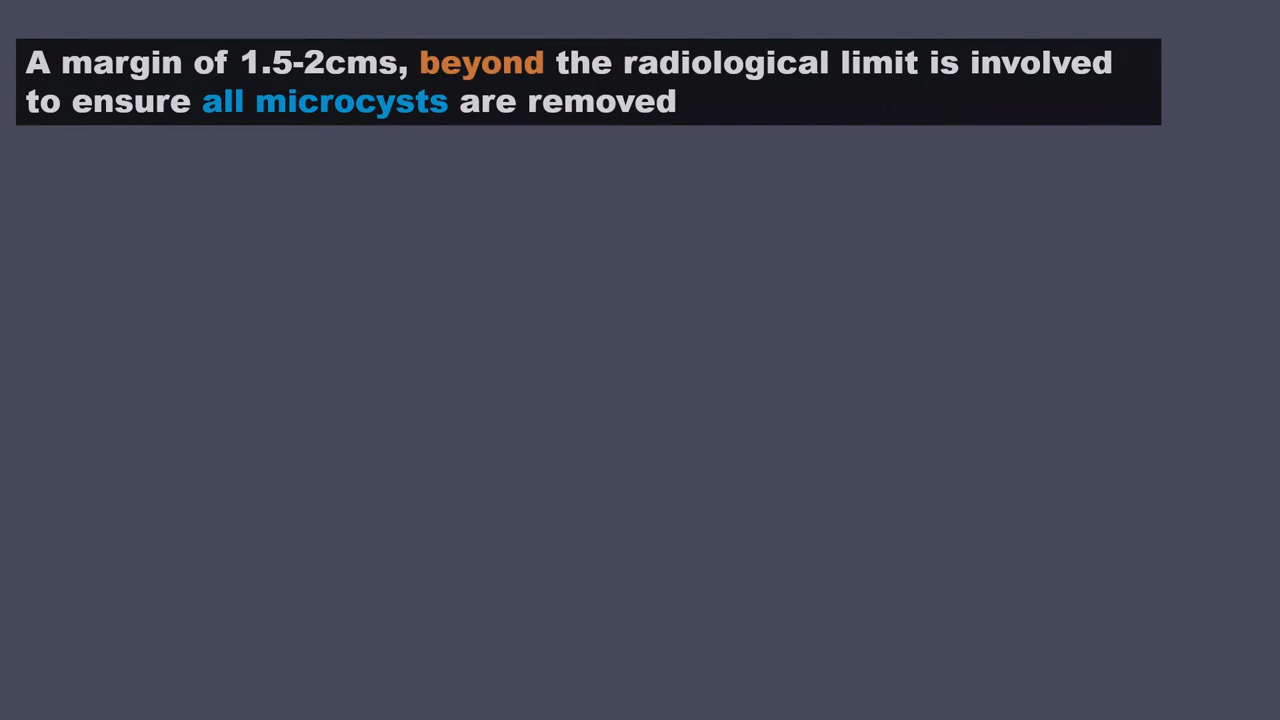 A margin of 1.5-2cms, beyond the radiological limit is involved
to ensure all microcysts are removed